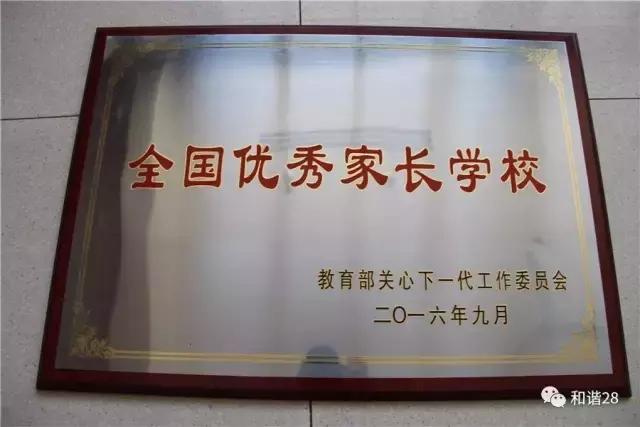 全国优秀家长学校
教育部关心下一代工作委员会
二〇一六年九月
和谐28